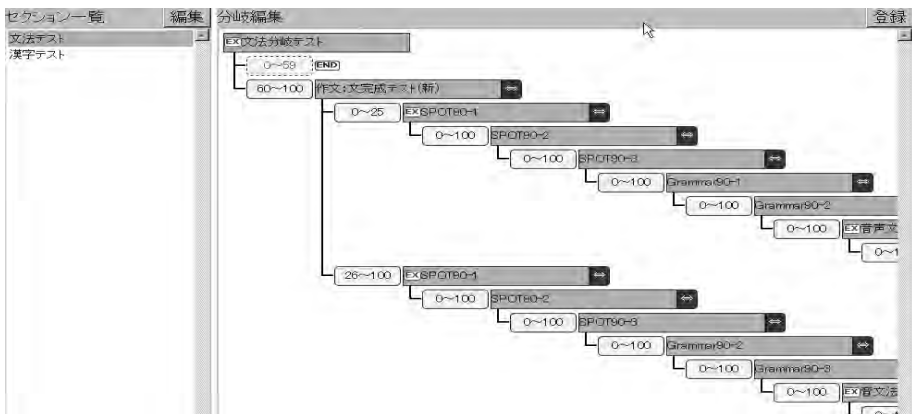 セクション一覧 編集 分岐編集 登録
文法テスト
漢字テスト
EX文法分岐テスト
0～59 END
60～100 作文:文完成テスト(新) ⇔
0～25 EXSPOT90-1 ⇔
0～100 SPOT90-2 ⇔
0～100 SPOT90-3 ⇔
0～100 Grammar90-1 ⇔
0～100 Grammar90-2
0～100 EX音声文
26～100 EXSPOT90-1 ⇔
0～100 SPOT90-2 ⇔
0～100 SPOT90-3 ⇔
0～100 Grammar90-2 ⇔
0～100 Grammar90-3
0～100 EX音文法